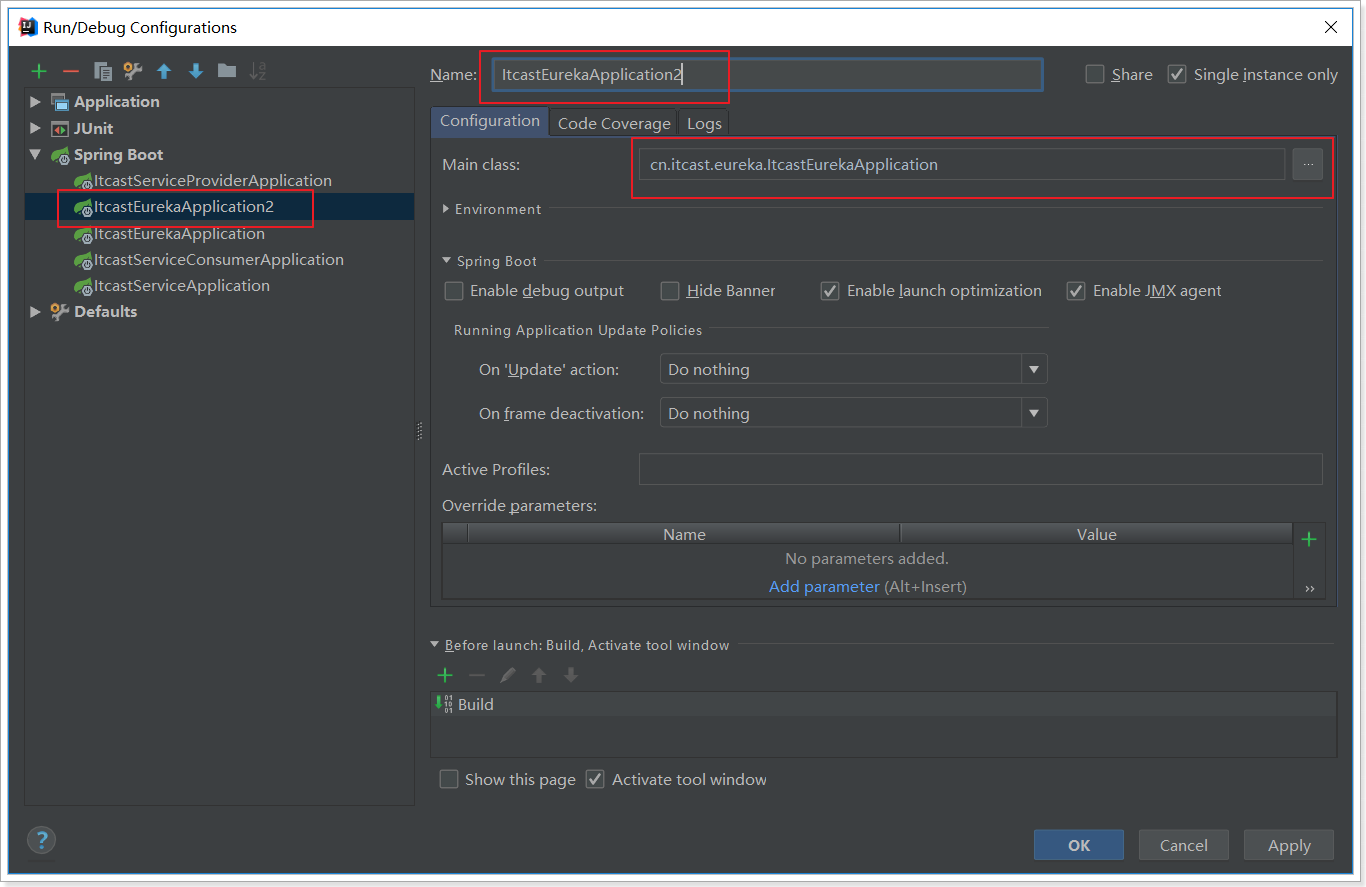 Run/Debug Configurations
Name: ItcastEurekaApplication2 Share Single instance only
Application
JUnit
Spring Boot
ItcastServiceProviderApplication
ItcastEurekaApplication2
ItcastEurekaApplication
ItcastServiceConsumerApplication
ItcastServiceApplication
Defaults
Configuration Code Coverage Logs
Main class: cn.itcast.eureka.ItcastEurekaApplication ...
Environment
Spring Boot
Enable debug output Hide Banner Enable launch optimization Enable JMX agent
Running Application Update Policies
On 'Update' action: Do nothing
On frame deactivation: Do nothing
Active Profiles:
Override parameters:
Name Value
No parameters added.
Add parameter (Alt+Insert)
Before launch: Build, Activate tool window
Build
Show this page Activate tool window
? OK Cancel Apply